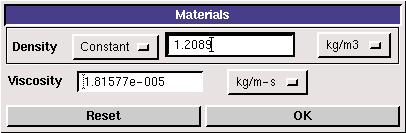 Materials
Density Constant 1.2089 kg/m3
Viscosity 1.81577e-005 kg/m-s
Reset OK